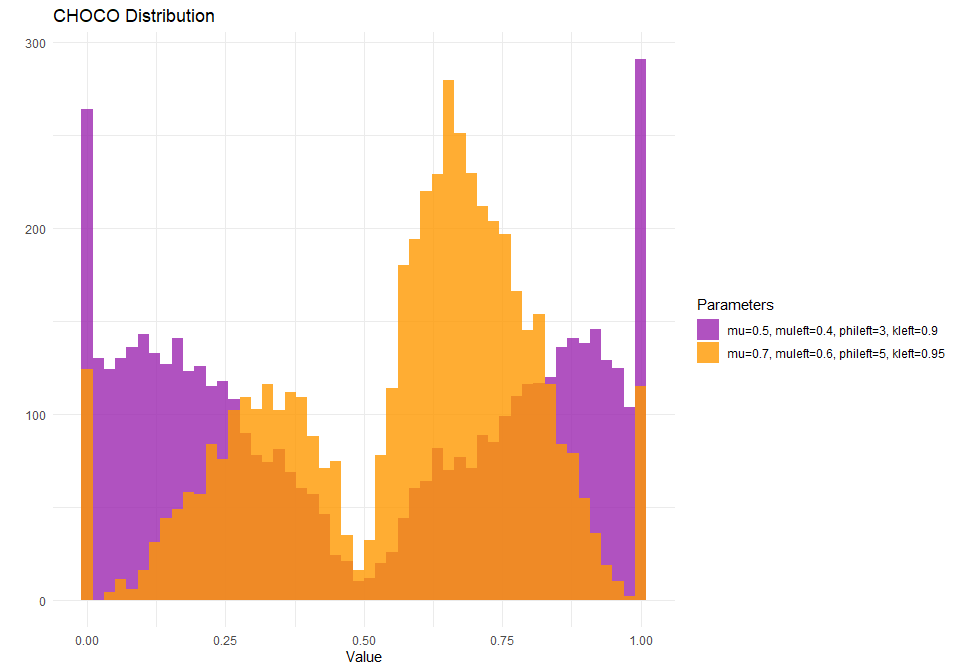 CHOCO Distribution
300
200
100
0
0.00 0.25 0.50 0.75 1.00
Value
Parameters
mu=0.5, muleft=0.4, phileft=3, kleft=0.9
mu=0.7, muleft=0.6, phileft=5, kleft=0.95